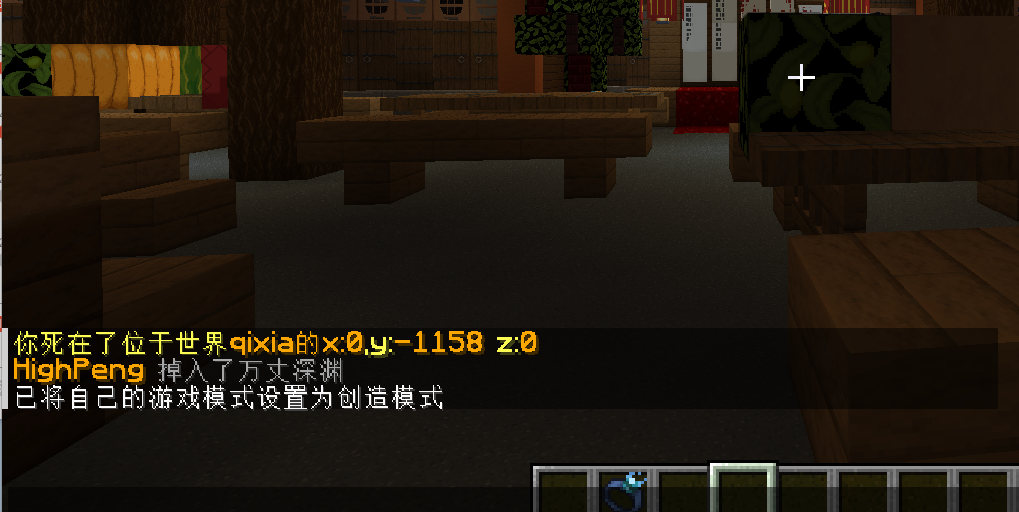 你死在了位于世界qixia的x:0,y:-1158 z:0
HighPeng 掉入了万丈深渊
已将自己的游戏模式设置为创造模式